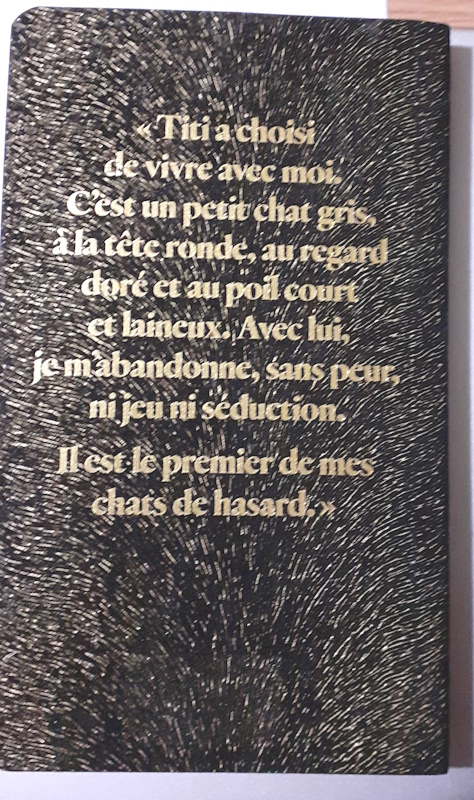 « Titi a choisi
de vivre avec moi.
C'est un petit chat gris,
à la tête ronde, au regard
doré et au poil court
et laineux. Avec lui,
je m'abandonne, sans peur,
ni jeu ni séduction.
Il est le premier de mes
chats de hasard. »